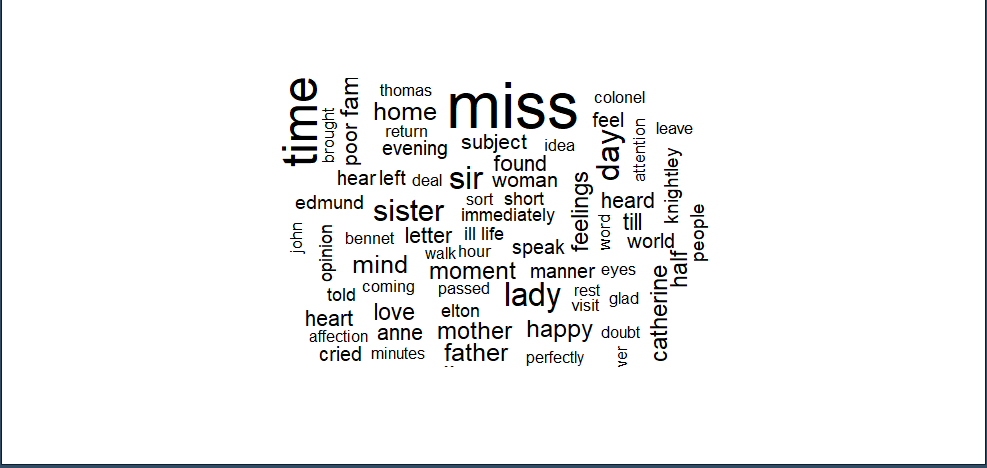 time
brought
poor
fam
thomas
home
return
evening
miss
subject
idea
colonel
feel
day
attention
leave
found
hear
left
deal
sir
woman
knightley
edmund
sister
sort
short
immediately
feelings
heard
word
till
people
john
opinion
bennet
letter
ill
life
walk
hour
speak
world
half
mind
moment
manner
eyes
told
coming
passed
lady
rest
visit
glad
catherine
heart
love
elton
affection
anne
mother
happy
doubt
cried
minutes
father
perfectly